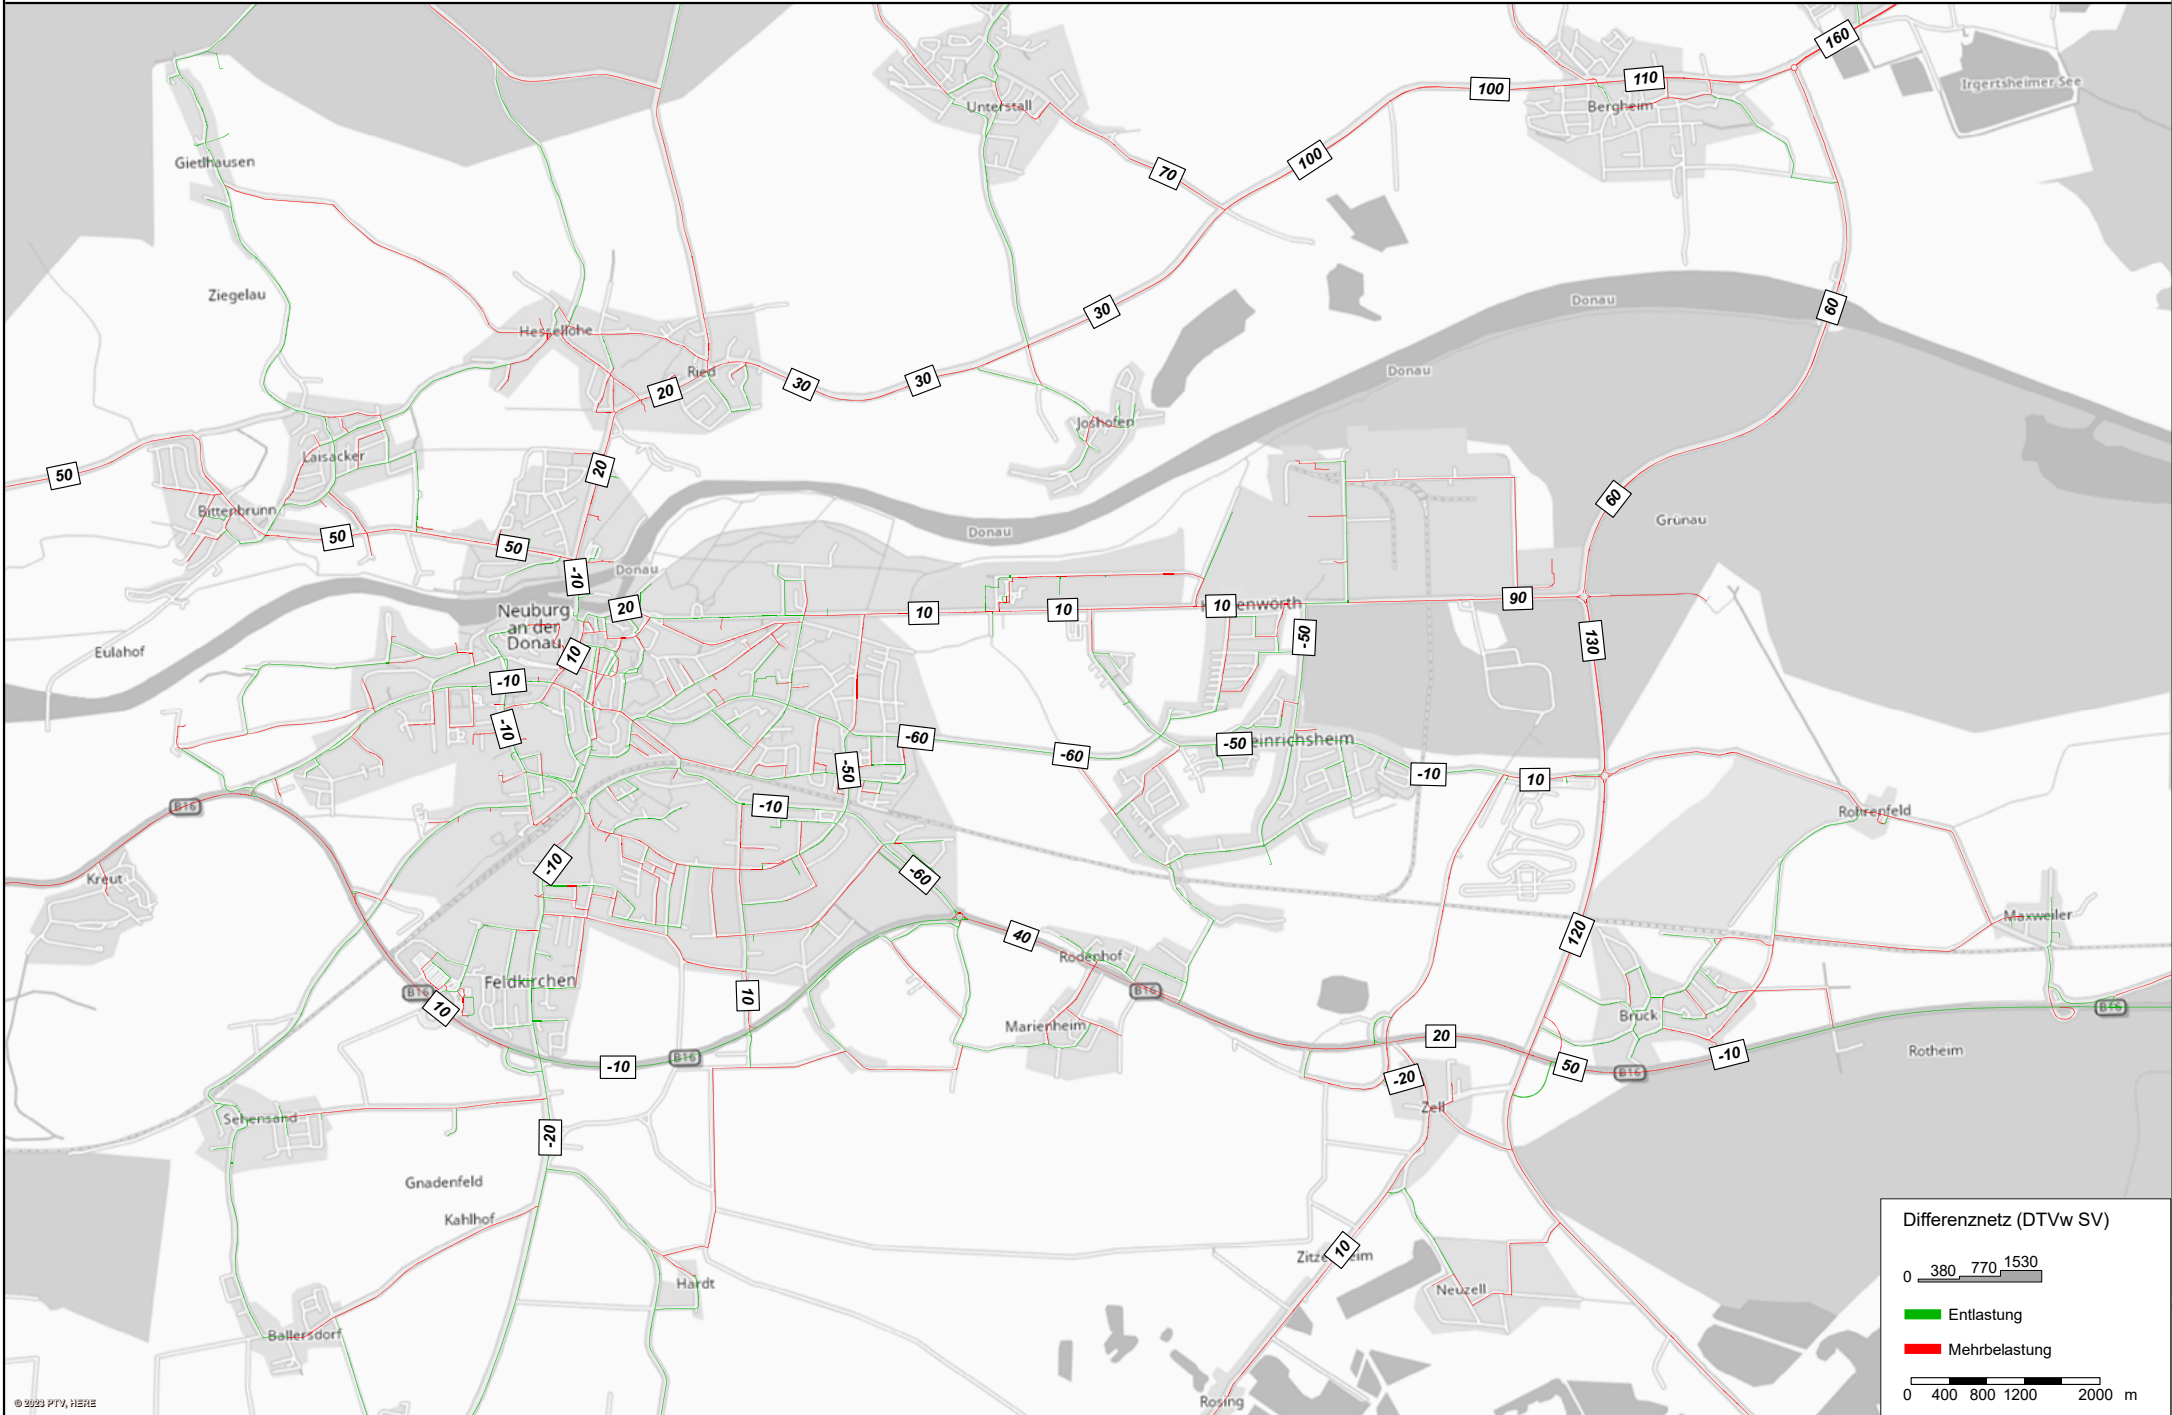 160
Irgertsheimer See
110
100
Bergheim
Unterstall
100
70
Gietlhausen
Ziegelau
Donau
60
30
Hesselohe
Ried
30
30
20
Donau
Joshofen
Laisacker
50
20
60
Bittenbrunn
Grünau
50
50
Donau
Donau
-10
Neuburg
an der
Donau
20
10
10
10
90
-50
130
10
Eulahof
-10
-10
-60
-60
-50
-10
10
-50
-10
B16
Rohrenfeld
Kreut
-10
-60
40
Rödenhof
120
Maxweiler
Feldkirchen
B16
10
10
B16
Marienheim
20
Bruck
B16
-10
B16
50
B16
-10
Rotheim
-20
Zell
Sehensand
-20
Gnadenfeld
Kahlhof
10
Hardt
Neuzell
Ballersdorf
Rosing
Differenznetz (DTVw SV)
0 380 770 1530
Entlastung
Mehrbelastung
0 400 800 1200 2000 m
© 2023 PTV, HERE